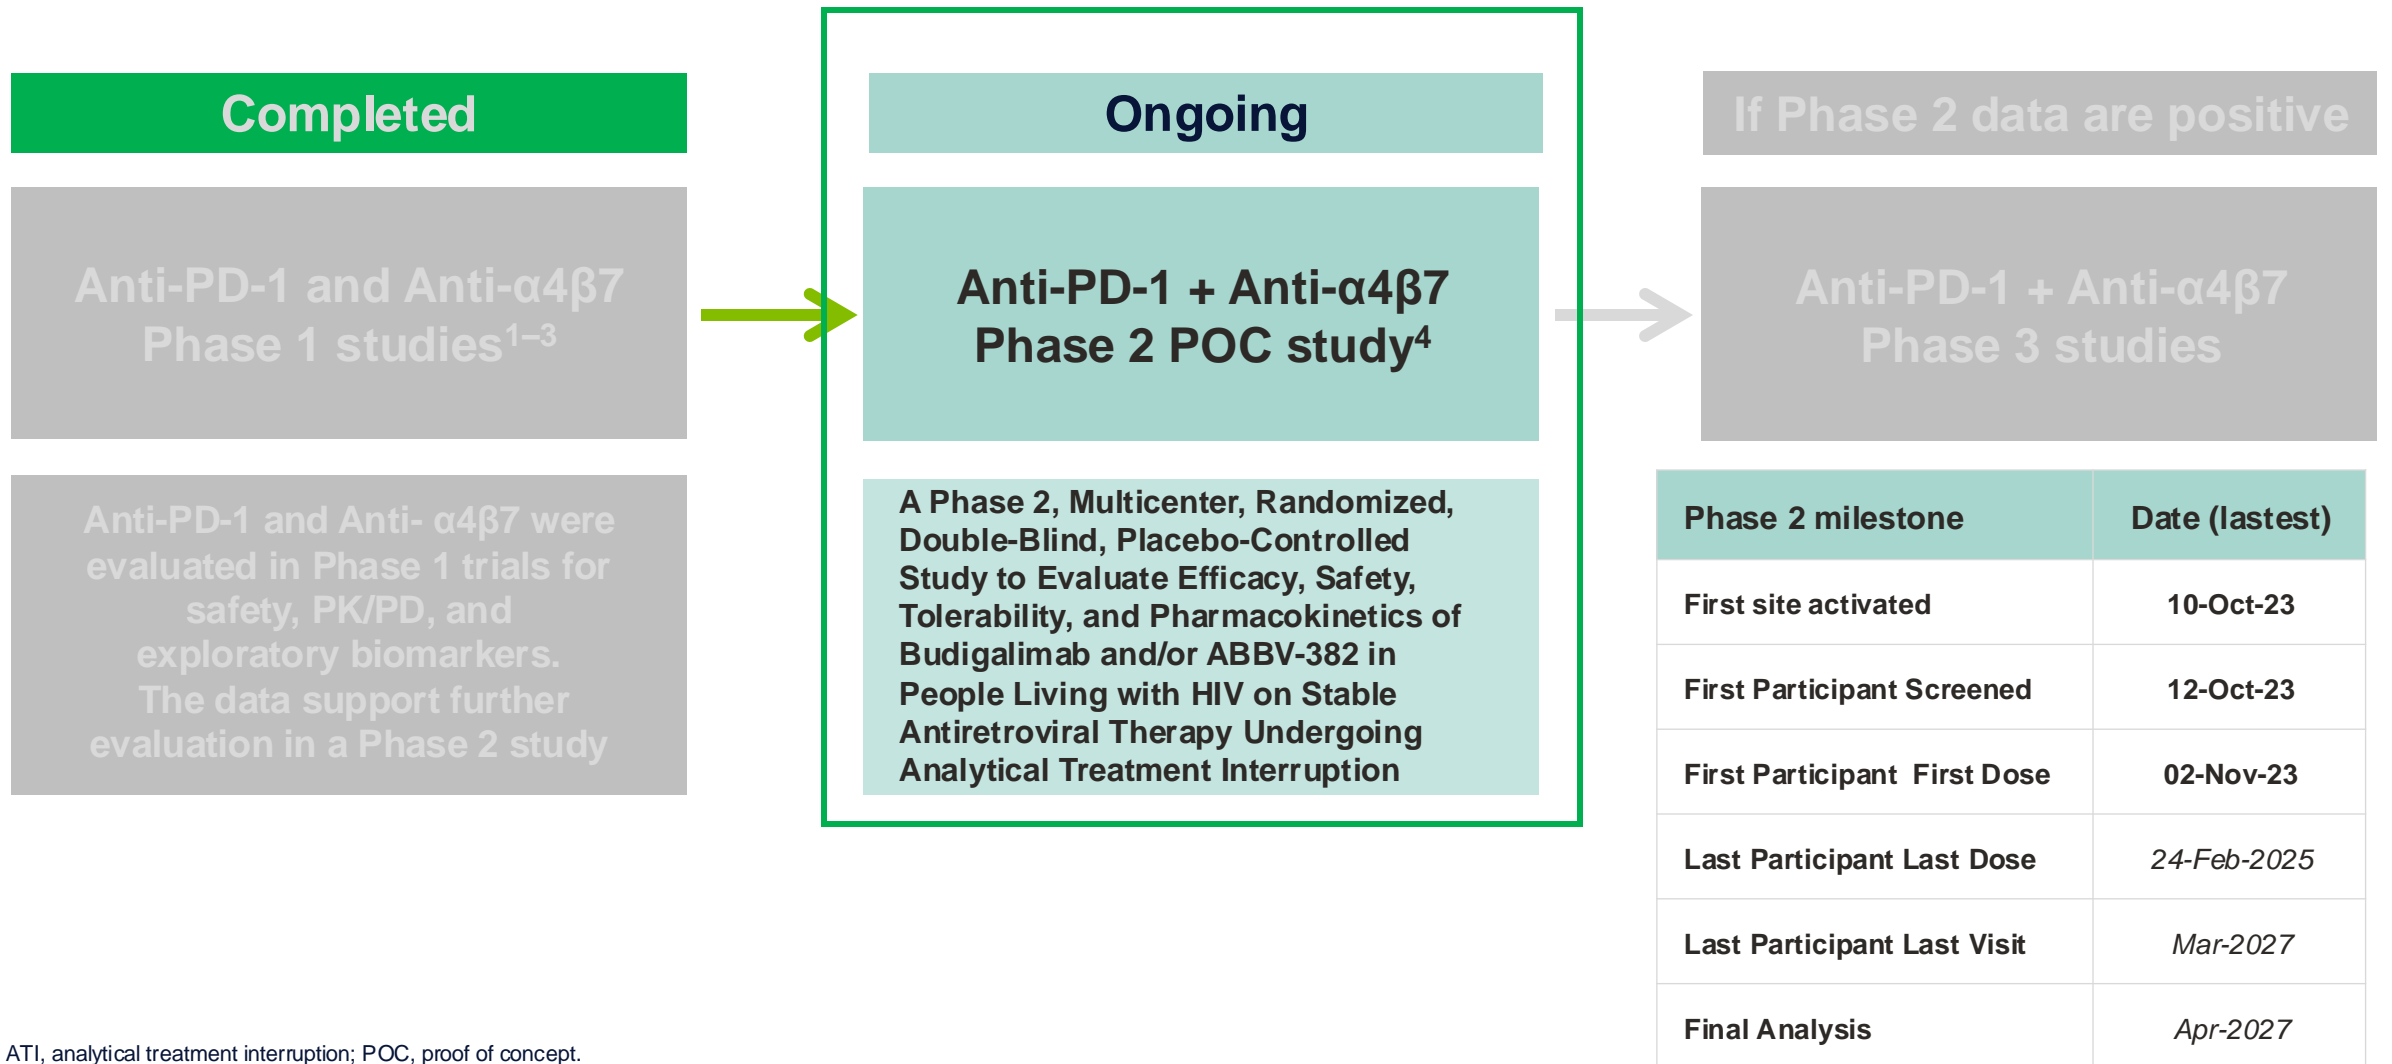 Completed
Anti-PD-1 and Anti-α4β7
Phase 1 studies¹⁻³
Anti-PD-1 and Anti- α4β7 were
evaluated in Phase 1 trials for
safety, PK/PD, and
exploratory biomarkers.
The data support further
evaluation in a Phase 2 study
Ongoing
Anti-PD-1 + Anti-α4β7
Phase 2 POC study⁴
A Phase 2, Multicenter, Randomized,
Double-Blind, Placebo-Controlled
Study to Evaluate Efficacy, Safety,
Tolerability, and Pharmacokinetics of
Budigalimab and/or ABBV-382 in
People Living with HIV on Stable
Antiretroviral Therapy Undergoing
Analytical Treatment Interruption
If Phase 2 data are positive
Anti-PD-1 + Anti-α4β7
Phase 3 studies
Phase 2 milestone Date (lastest)
First site activated 10-Oct-23
First Participant Screened 12-Oct-23
First Participant First Dose 02-Nov-23
Last Participant Last Dose 24-Feb-2025
Last Participant Last Visit Mar-2027
Final Analysis Apr-2027
ATI, analytical treatment interruption; POC, proof of concept.